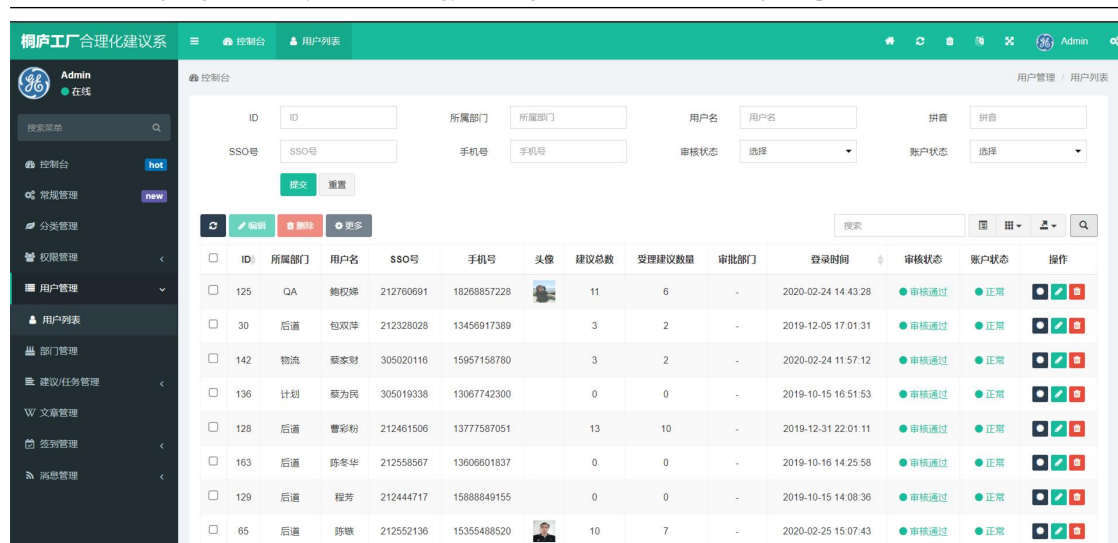 桐庐工厂合理化建议系 控制台 用户列表 Admin
Admin
在线
控制台 用户管理 / 用户列表
搜索菜单
控制台 hot
常规管理 new
分类管理
权限管理
用户管理
用户列表
部门管理
建议/任务管理
文章管理
签到管理
消息管理
ID ID 所属部门 所属部门 用户名 用户名 拼音 拼音
SSO号 SSO号 手机号 手机号 审核状态 选择 账户状态 选择
提交 重置
编辑 删除 更多 搜索
ID 所属部门 用户名 SSO号 手机号 头像 建议总数 受理建议数量 审批部门 登录时间 审核状态 账户状态 操作
125 QA 鲍权娣 212760691 18268857228 11 6 - 2020-02-24 14:43:28 审核通过 正常
30 后道 包双萍 212328028 13456917389 3 2 - 2019-12-05 17:01:31 审核通过 正常
142 物流 蔡家财 305020116 15957158780 3 2 - 2020-02-24 11:57:12 审核通过 正常
136 计划 蔡为民 305019338 13067742300 0 0 - 2019-10-15 16:51:53 审核通过 正常
128 后道 曹彩粉 212461506 13777587051 13 10 - 2019-12-31 22:01:11 审核通过 正常
163 后道 陈冬华 212558567 13606601837 0 0 - 2019-10-16 14:25:58 审核通过 正常
129 后道 程芳 212444717 15888849155 0 0 - 2019-10-15 14:08:36 审核通过 正常
65 后道 陈镞 212552136 15355488520 10 7 - 2020-02-25 15:07:43 审核通过 正常